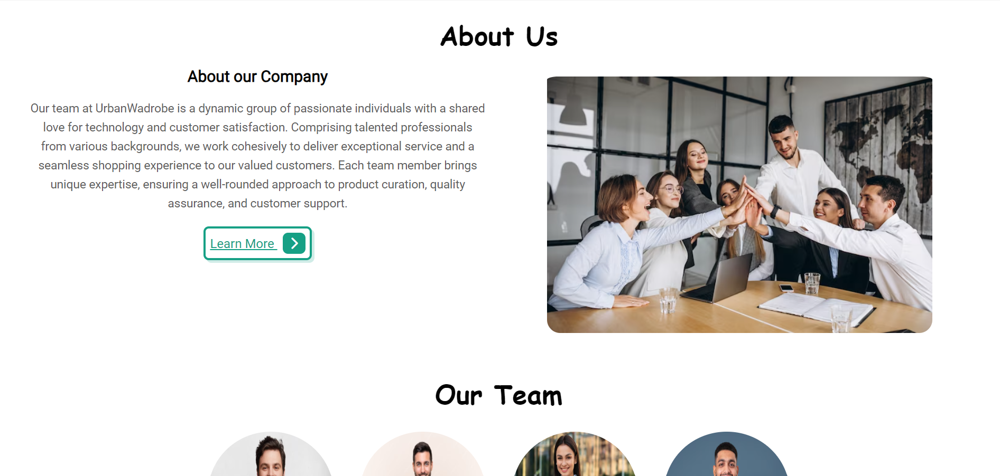 About Us
About our Company
Our team at UrbanWadrobe is a dynamic group of passionate individuals with a shared
love for technology and customer satisfaction. Comprising talented professionals
from various backgrounds, we work cohesively to deliver exceptional service and a
seamless shopping experience to our valued customers. Each team member brings
unique expertise, ensuring a well-rounded approach to product curation, quality
assurance, and customer support.
Learn More
Our Team